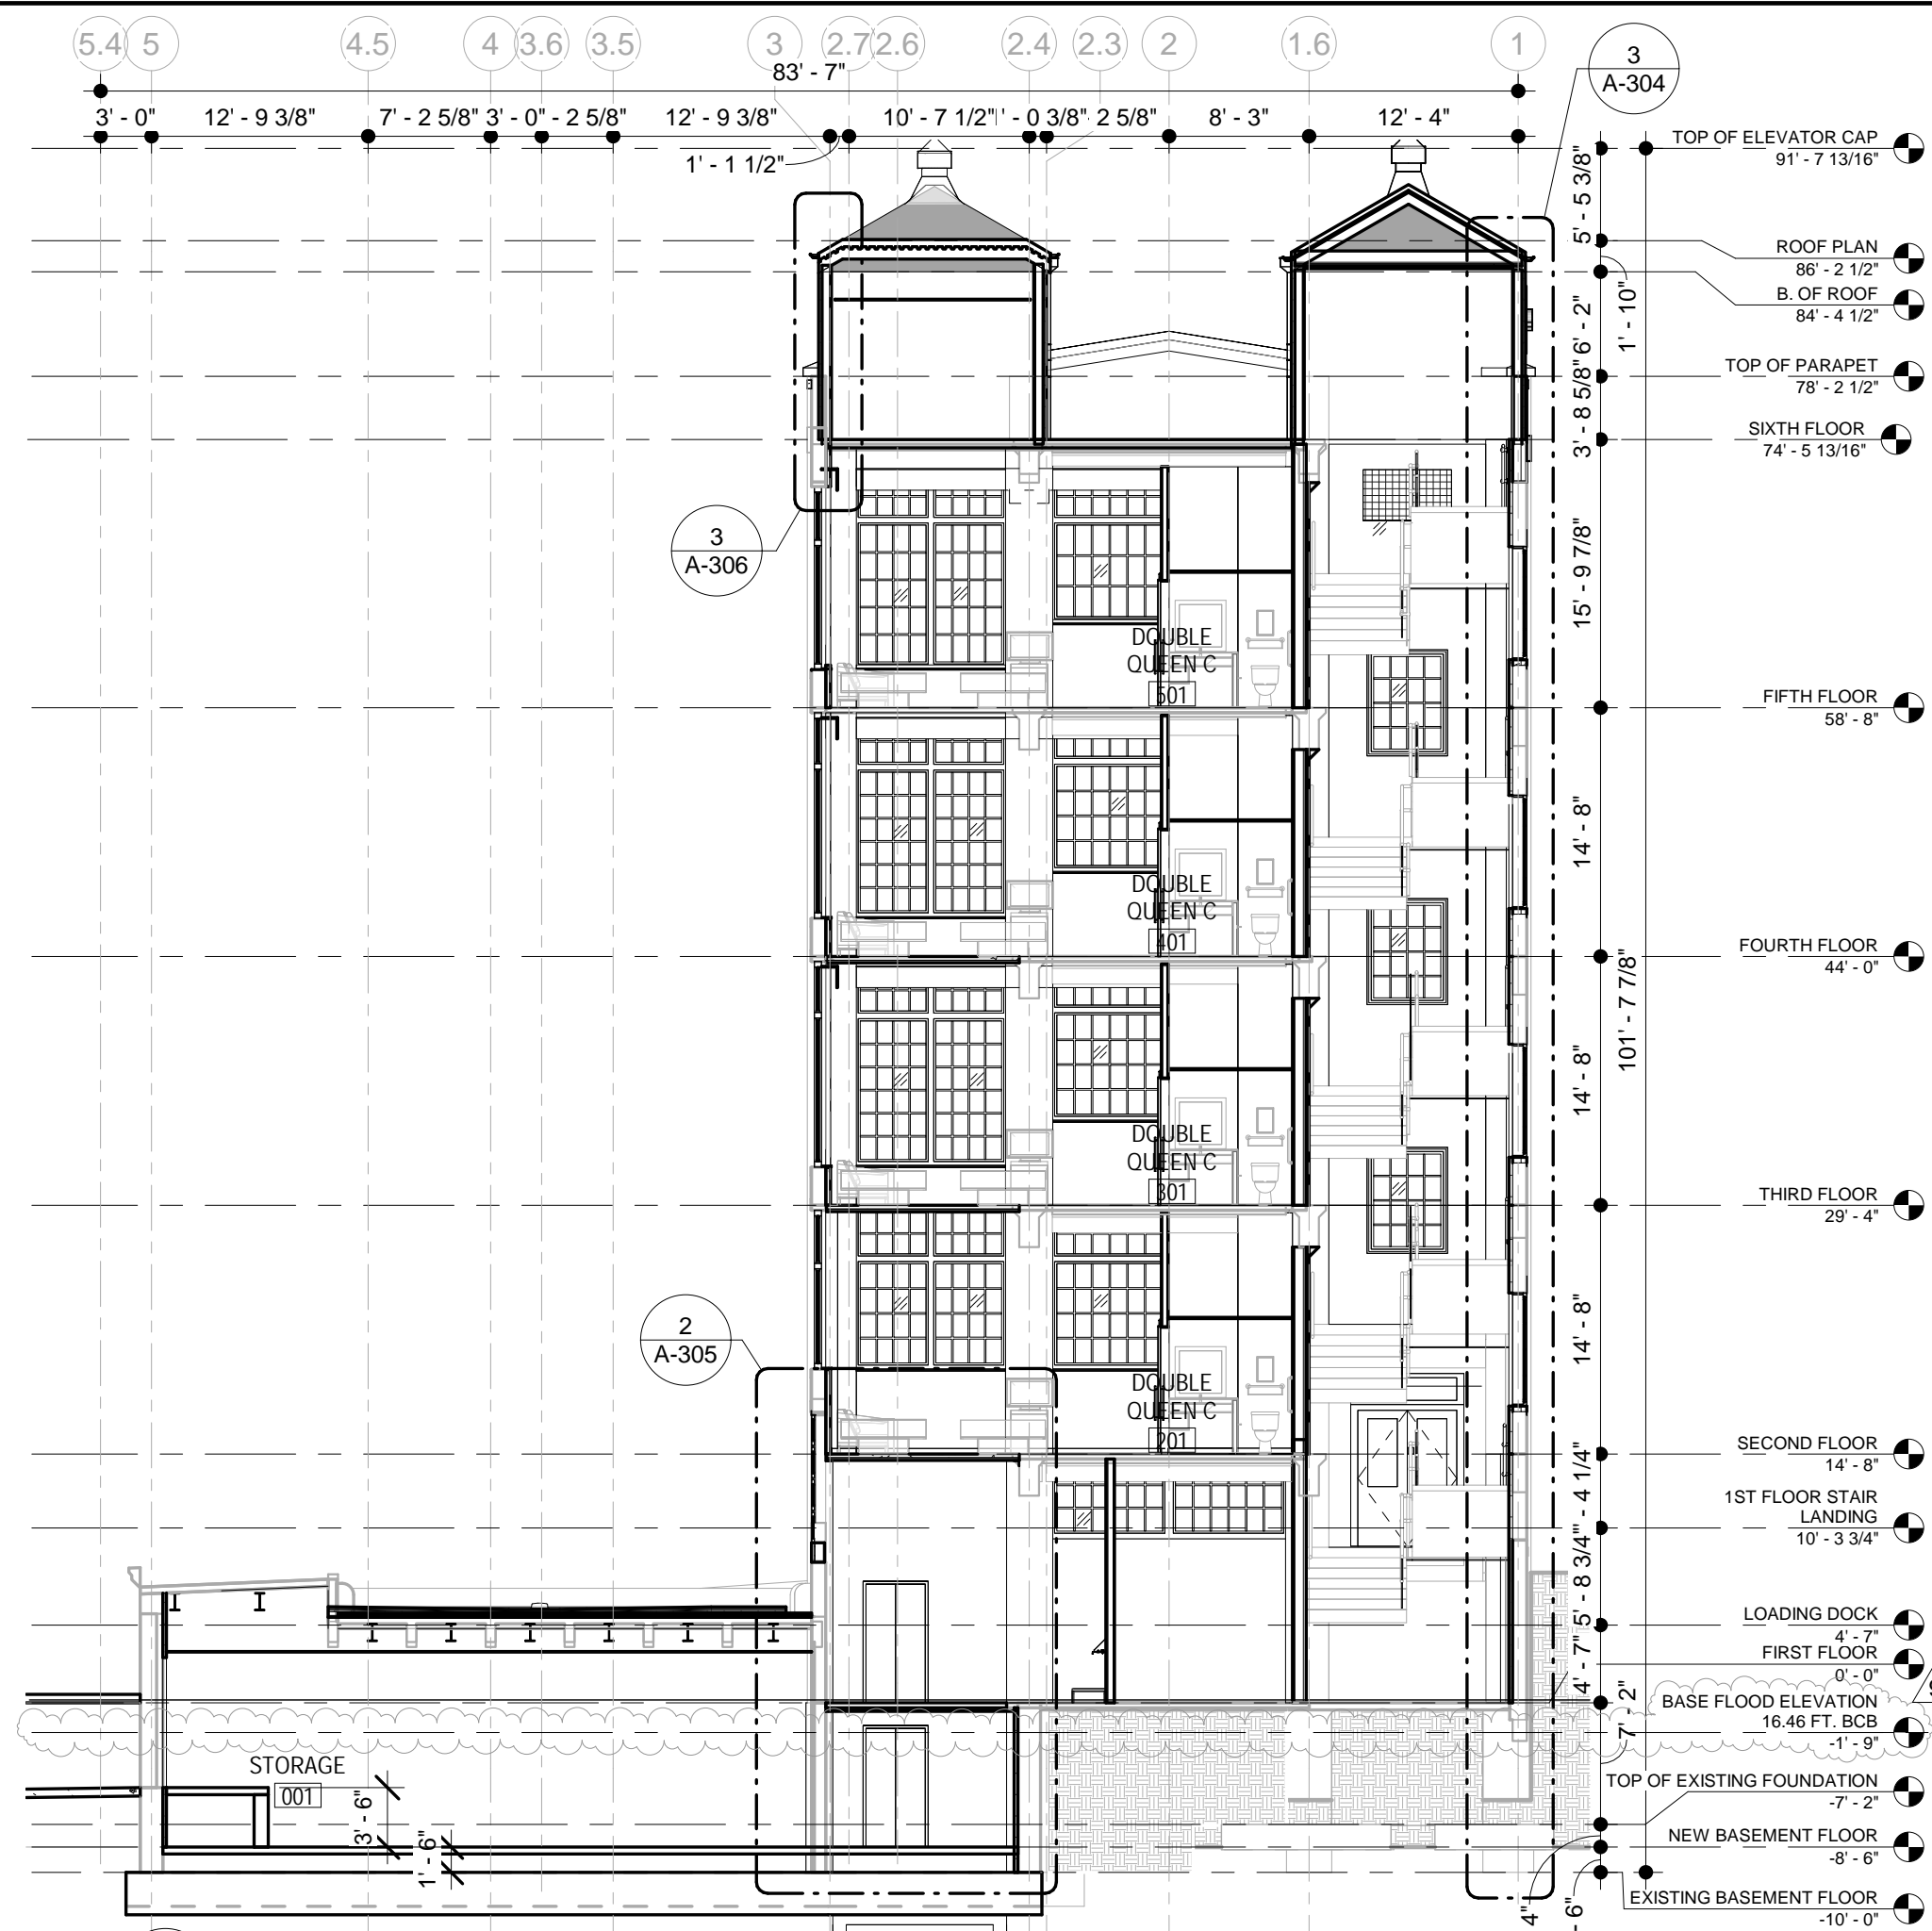 5.4 5 4.5 4 3.6 3.5 3 2.7 2.6 2.4 2.3 2 1.6 1
3
A-304
83' - 7"
3' - 0" 12' - 9 3/8" 7' - 2 5/8" 3' - 0" - 2 5/8" 12' - 9 3/8" 10' - 7 1/2" ' - 0 3/8" 2 5/8" 8' - 3" 12' - 4"
1' - 1 1/2"
TOP OF ELEVATOR CAP
91' - 7 13/16"
5' - 5 3/8"
ROOF PLAN
86' - 2 1/2"
1' - 10"
B. OF ROOF
84' - 4 1/2"
6' - 2"
TOP OF PARAPET
78' - 2 1/2"
3' - 8 5/8"
SIXTH FLOOR
74' - 5 13/16"
3
A-306
15' - 9 7/8"
DOUBLE
QUEEN C
501
FIFTH FLOOR
58' - 8"
14' - 8"
DOUBLE
QUEEN C
401
FOURTH FLOOR
44' - 0"
101' - 7 7/8"
14' - 8"
DOUBLE
QUEEN C
301
THIRD FLOOR
29' - 4"
14' - 8"
2
A-305
DOUBLE
QUEEN C
201
SECOND FLOOR
14' - 8"
4' - 4 1/4"
1ST FLOOR STAIR
LANDING
10' - 3 3/4"
5' - 8 3/4"
LOADING DOCK
4' - 7"
4' - 7"
FIRST FLOOR
0' - 0"
BASE FLOOD ELEVATION
16.46 FT. BCB
-1' - 9"
7' - 2"
STORAGE
001
3' - 6"
1' - 6"
TOP OF EXISTING FOUNDATION
-7' - 2"
NEW BASEMENT FLOOR
-8' - 6"
EXISTING BASEMENT FLOOR
-10' - 0"
4"
- 6"